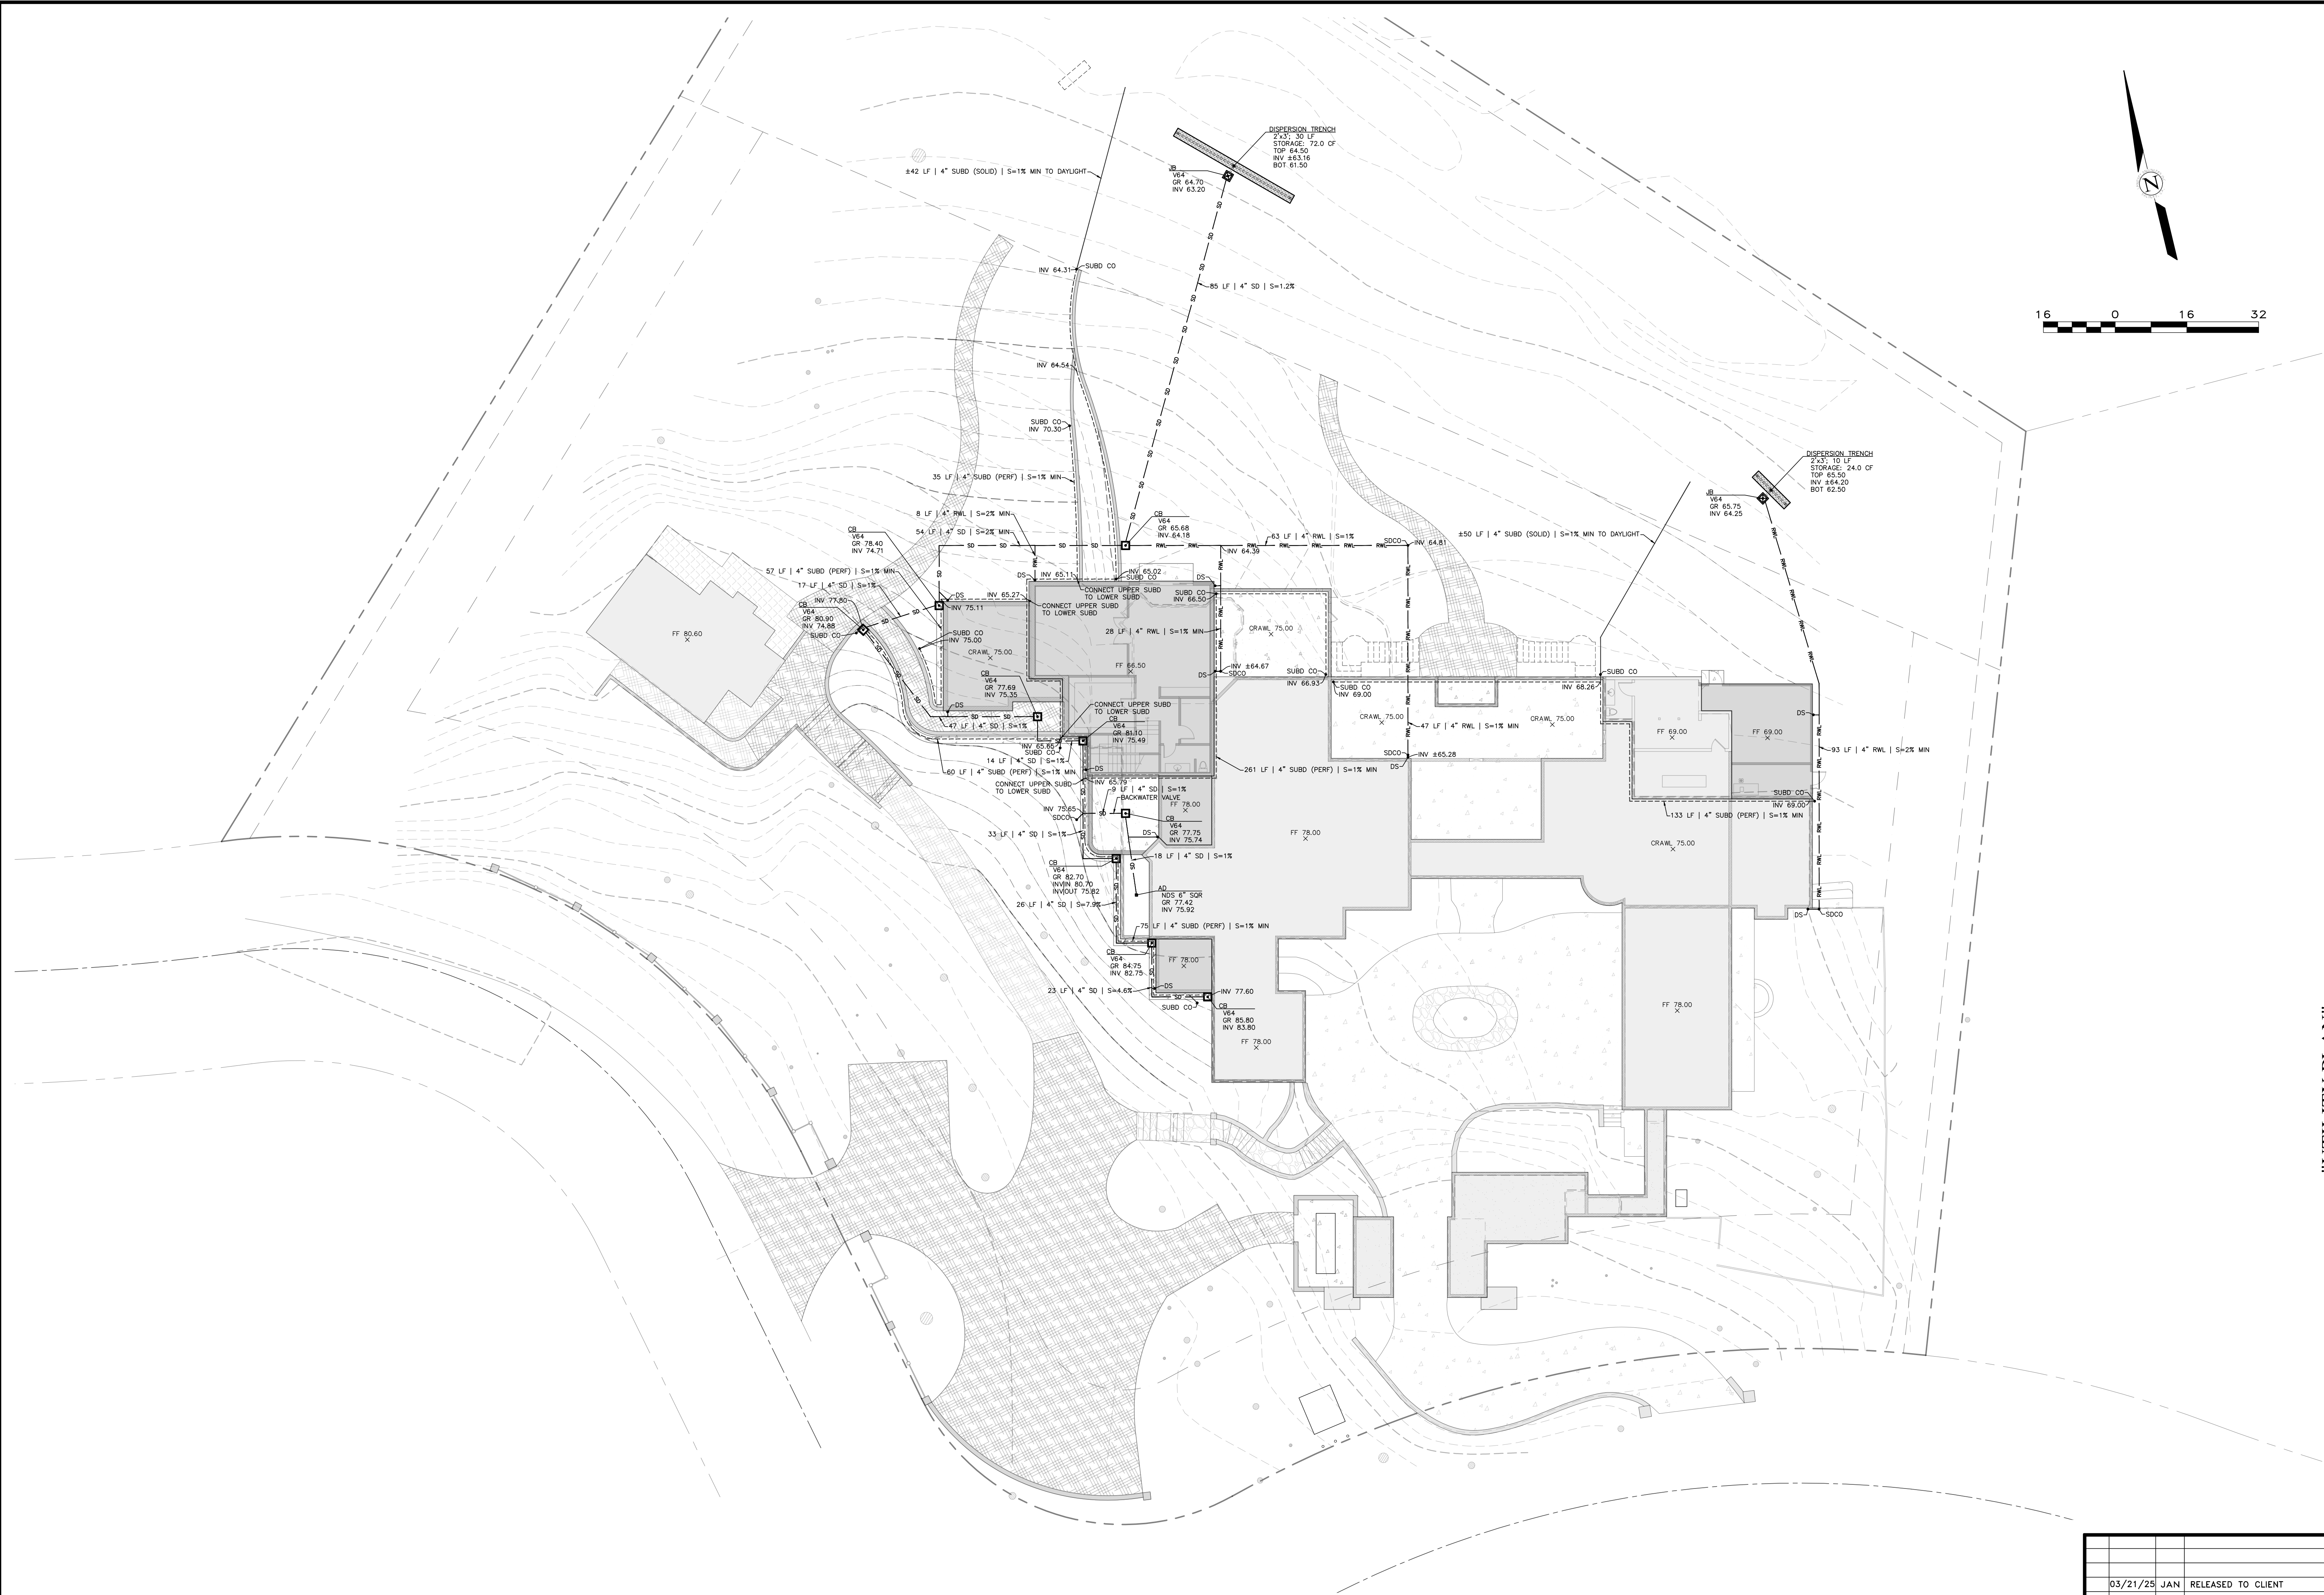 DISPERSION TRENCH
2'x3'; 30 LF
STORAGE: 72.0 CF
TOP 64.50
INV ±63.16
BOT 61.50
JB
V64
GR 64.70
INV 63.20
±42 LF | 4" SUBD (SOLID) | S=1% MIN TO DAYLIGHT
N
16 0 16 32
INV 64.31
SUBD CO
85 LF | 4" SD | S=1.2%
INV 64.54
SUBD CO
INV 70.30
35 LF | 4" SUBD (PERF) | S=1% MIN
DISPERSION TRENCH
2'x3'; 10 LF
STORAGE: 24.0 CF
TOP 65.50
INV ±64.20
BOT 62.50
JB
V64
GR 65.75
INV 64.25
8 LF | 4" RWL | S=2% MIN
54 LF | 4" SD | S=2% MIN
CB
V64
GR 65.68
INV 64.18
63 LF | 4" RWL | S=1%
SDCO
INV 64.81
INV 64.39
±50 LF | 4" SUBD (SOLID) | S=1% MIN TO DAYLIGHT
CB
V64
GR 78.40
INV 74.71
57 LF | 4" SUBD (PERF) | S=1% MIN
17 LF | 4" SD | S=1%
DS
INV 65.11
INV 65.02
SUBD CO
DS
CONNECT UPPER SUBD
TO LOWER SUBD
SUBD CO
INV 66.50
DS
INV 65.27
CONNECT UPPER SUBD
TO LOWER SUBD
INV 75.11
INV 77.80
CB
V64
GR 80.90
INV 74.88
SUBD CO
FF 80.60
SUBD CO
INV 75.00
CRAWL 75.00
28 LF | 4" RWL | S=1% MIN
CRAWL 75.00
FF 66.50
INV ±64.67
DS
SDCO
SUBD CO
INV 66.93
SUBD CO
INV 69.00
SUBD CO
INV 68.26
CB
V64
GR 77.69
INV 75.35
DS
47 LF | 4" SD | S=1%
CONNECT UPPER SUBD
TO LOWER SUBD
CB
V64
GR 81.10
INV 75.49
CRAWL 75.00
CRAWL 75.00
47 LF | 4" RWL | S=1% MIN
FF 69.00
FF 69.00
DS
93 LF | 4" RWL | S=2% MIN
INV 65.65
SUBD CO
14 LF | 4" SD | S=1%
60 LF | 4" SUBD (PERF) | S=1% MIN
DS
SDCO
INV ±65.28
DS
261 LF | 4" SUBD (PERF) | S=1% MIN
CONNECT UPPER SUBD
TO LOWER SUBD
INV 65.79
9 LF | 4" SD | S=1%
BACKWATER VALVE
FF 78.00
SUBD CO
INV 69.00
133 LF | 4" SUBD (PERF) | S=1% MIN
INV 75.65
SDCO
CB
V64
GR 77.75
INV 75.74
33 LF | 4" SD | S=1%
DS
FF 78.00
CRAWL 75.00
18 LF | 4" SD | S=1%
CB
V64
GR 82.70
INV IN 80.70
INV OUT 75.82
AD
NDS 6" SQR
GR 77.42
INV 75.92
26 LF | 4" SD | S=7.9%
DS
SDCO
75 LF | 4" SUBD (PERF) | S=1% MIN
CB
V64
GR 84.75
INV 82.75
FF 78.00
DS
23 LF | 4" SD | S=4.6%
INV 77.60
SUBD CO
CB
V64
GR 85.80
INV 83.80
FF 78.00
FF 78.00
03/21/25 JAN RELEASED TO CLIENT